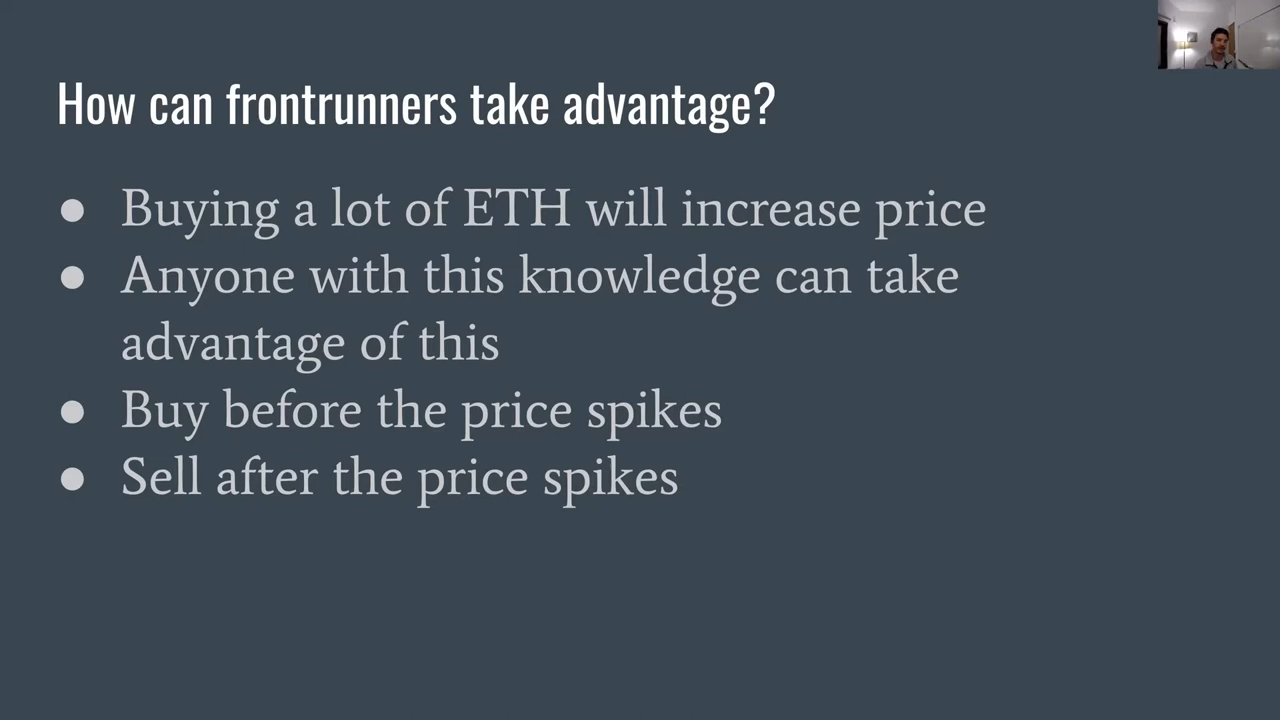 How can frontrunners take advantage?
● Buying a lot of ETH will increase price
● Anyone with this knowledge can take
advantage of this
● Buy before the price spikes
● Sell after the price spikes